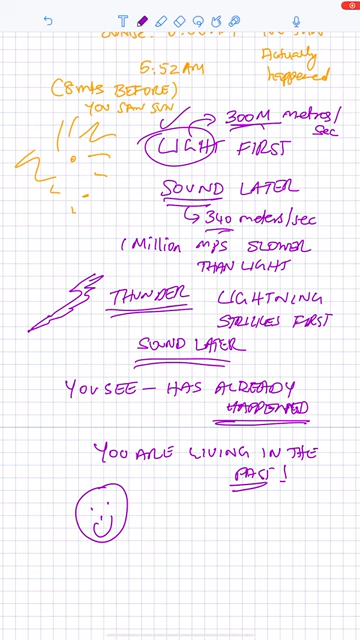 Actually
5:52AM
happened
(8mts BEFORE)
YOU SAW SUN
300M metres/
sec
LIGHT FIRST
SOUND LATER
340 meters/sec
1 Million mps SLOWER
THAN LIGHT
THUNDER LIGHTNING
STRIKES FIRST
SOUND LATER
YOU SEE — HAS ALREADY
HAPPENED
YOU ARE LIVING IN THE
PAST!